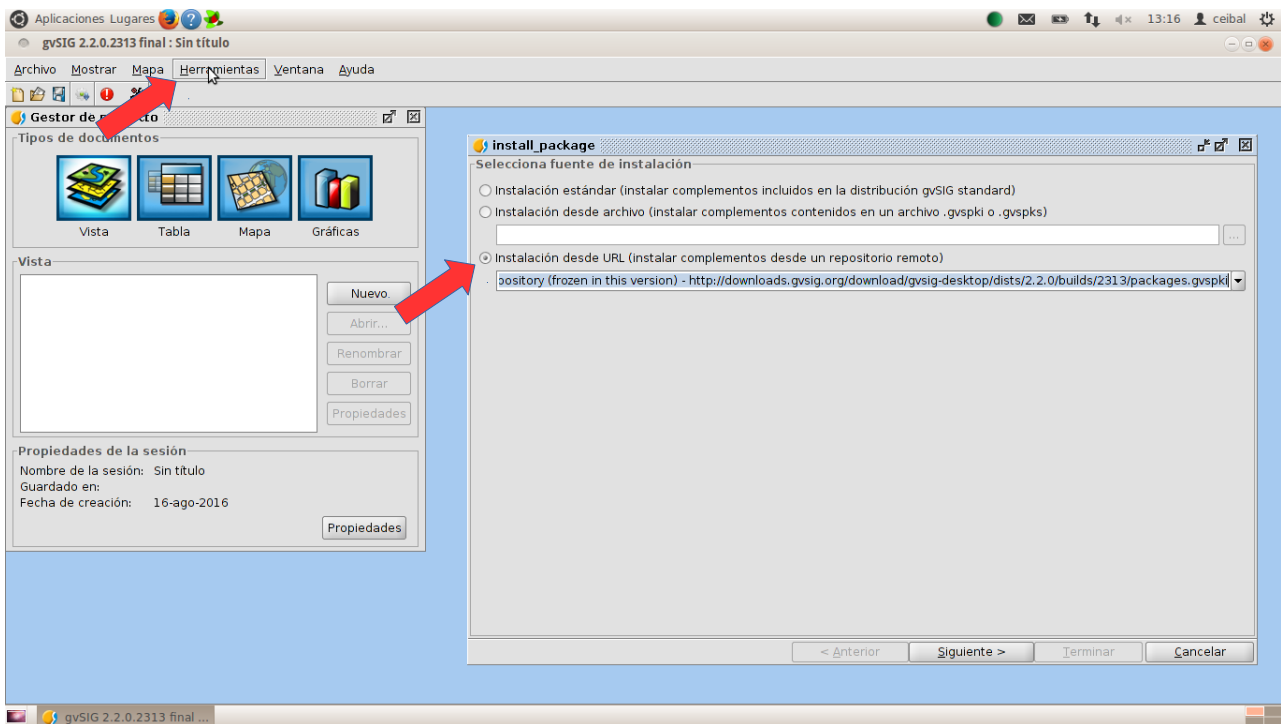 Aplicaciones Lugares
13:16 ceibal
gvSIG 2.2.0.2313 final : Sin título
Archivo Mostrar Mapa Herramientas Ventana Ayuda
Gestor de
Tipos de documentos
Vista Tabla Mapa Gráficas
Vista
Nuevo.
Abrir...
Renombrar
Borrar
Propiedades
Propiedades de la sesión
Nombre de la sesión: Sin título
Guardado en:
Fecha de creación: 16-ago-2016
Propiedades
install_package
Selecciona fuente de instalación
Instalación estándar (instalar complementos incluidos en la distribución gvSIG standard)
Instalación desde archivo (instalar complementos contenidos en un archivo .gvspki o .gvspks)
...
Instalación desde URL (instalar complementos desde un repositorio remoto)
pository (frozen in this version) - http://downloads.gvsig.org/download/gvsig-desktop/dists/2.2.0/builds/2313/packages.gvspki
< Anterior Siguiente > Terminar Cancelar
gvSIG 2.2.0.2313 final ...